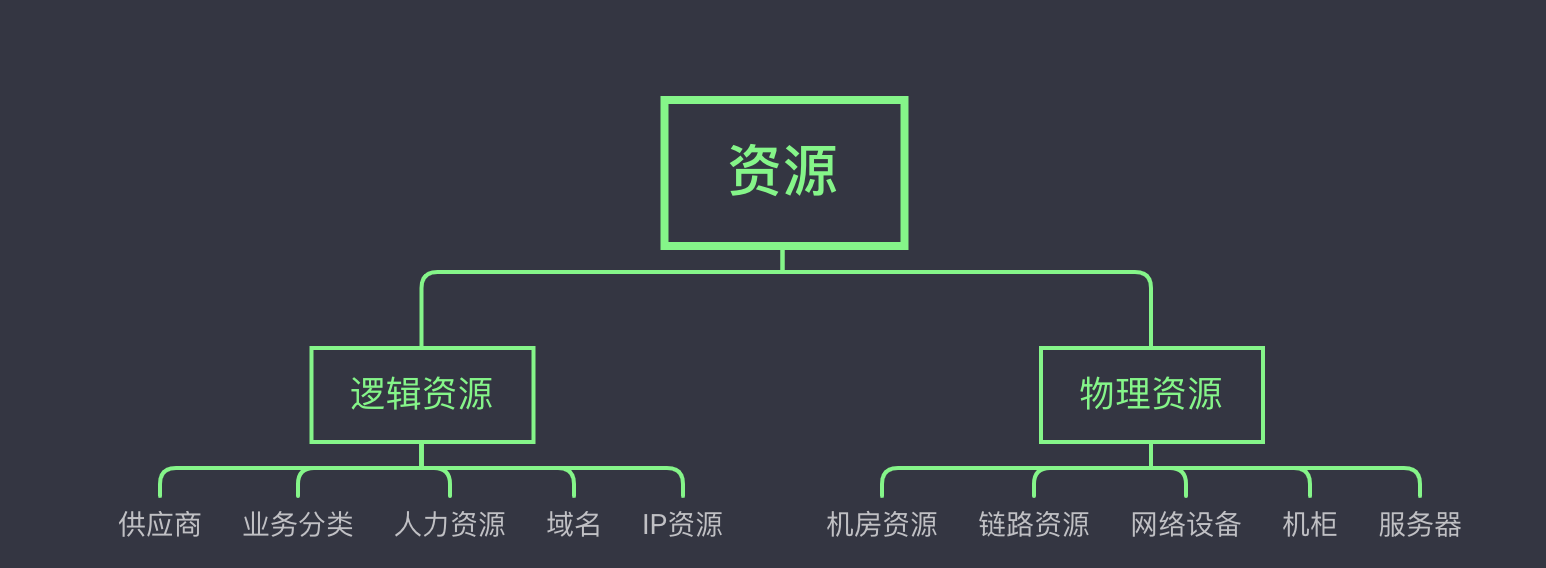 资源
逻辑资源
物理资源
供应商
业务分类
人力资源
域名
IP资源
机房资源
链路资源
网络设备
机柜
服务器